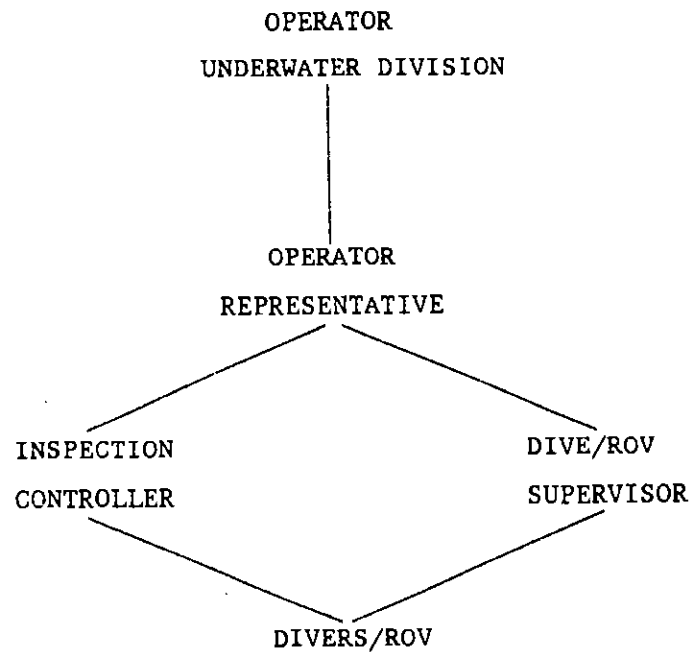 OPERATOR
UNDERWATER DIVISION
OPERATOR
REPRESENTATIVE
INSPECTION
CONTROLLER
DIVE/ROV
SUPERVISOR
DIVERS/ROV